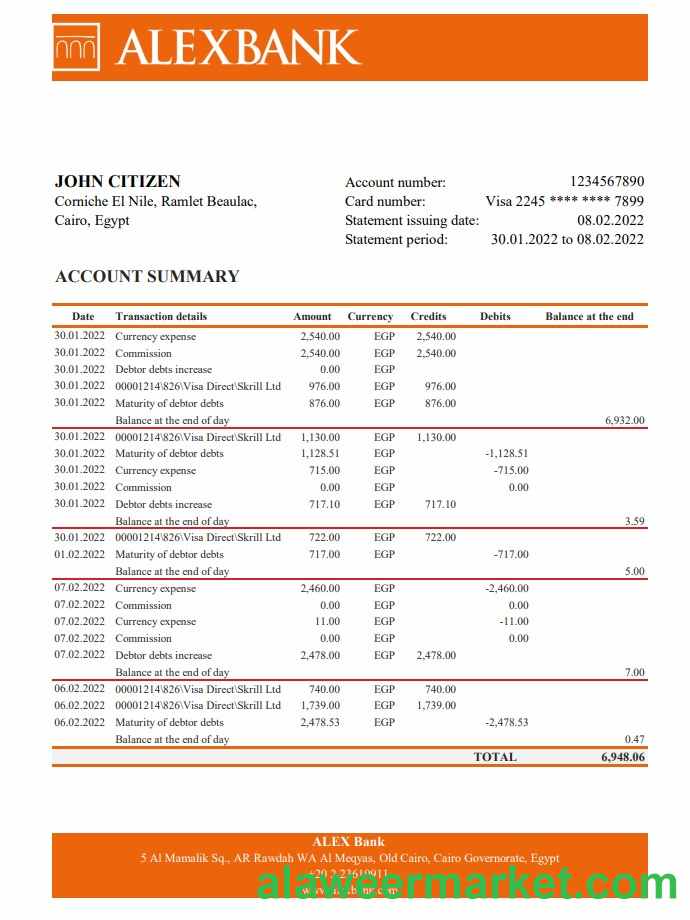 ALEXBANK
JOHN CITIZEN
Corniche El Nile, Ramlet Beaulac,
Cairo, Egypt
Account number: 1234567890
Card number: Visa 2245 **** **** 7899
Statement issuing date: 08.02.2022
Statement period: 30.01.2022 to 08.02.2022
ACCOUNT SUMMARY
Date Transaction details Amount Currency Credits Debits Balance at the end
30.01.2022 Currency expense 2,540.00 EGP 2,540.00
30.01.2022 Commission 2,540.00 EGP 2,540.00
30.01.2022 Debtor debts increase 0.00 EGP
30.01.2022 00001214\826\Visa Direct\Skrill Ltd 976.00 EGP 976.00
30.01.2022 Maturity of debtor debts 876.00 EGP 876.00
Balance at the end of day 6,932.00
30.01.2022 00001214\826\Visa Direct\Skrill Ltd 1,130.00 EGP 1,130.00
30.01.2022 Maturity of debtor debts 1,128.51 EGP -1,128.51
30.01.2022 Currency expense 715.00 EGP -715.00
30.01.2022 Commission 0.00 EGP 0.00
30.01.2022 Debtor debts increase 717.10 EGP 717.10
Balance at the end of day 3.59
30.01.2022 00001214\826\Visa Direct\Skrill Ltd 722.00 EGP 722.00
01.02.2022 Maturity of debtor debts 717.00 EGP -717.00
Balance at the end of day 5.00
07.02.2022 Currency expense 2,460.00 EGP -2,460.00
07.02.2022 Commission 0.00 EGP 0.00
07.02.2022 Currency expense 11.00 EGP -11.00
07.02.2022 Commission 0.00 EGP 0.00
07.02.2022 Debtor debts increase 2,478.00 EGP 2,478.00
Balance at the end of day 7.00
06.02.2022 00001214\826\Visa Direct\Skrill Ltd 740.00 EGP 740.00
06.02.2022 00001214\826\Visa Direct\Skrill Ltd 1,739.00 EGP 1,739.00
06.02.2022 Maturity of debtor debts 2,478.53 EGP -2,478.53
Balance at the end of day 0.47
TOTAL 6,948.06
ALEX Bank
5 Al Mamalik Sq., AR Rawdah WA Al Meqyas, Old Cairo, Cairo Governorate, Egypt
alawoermarket.com